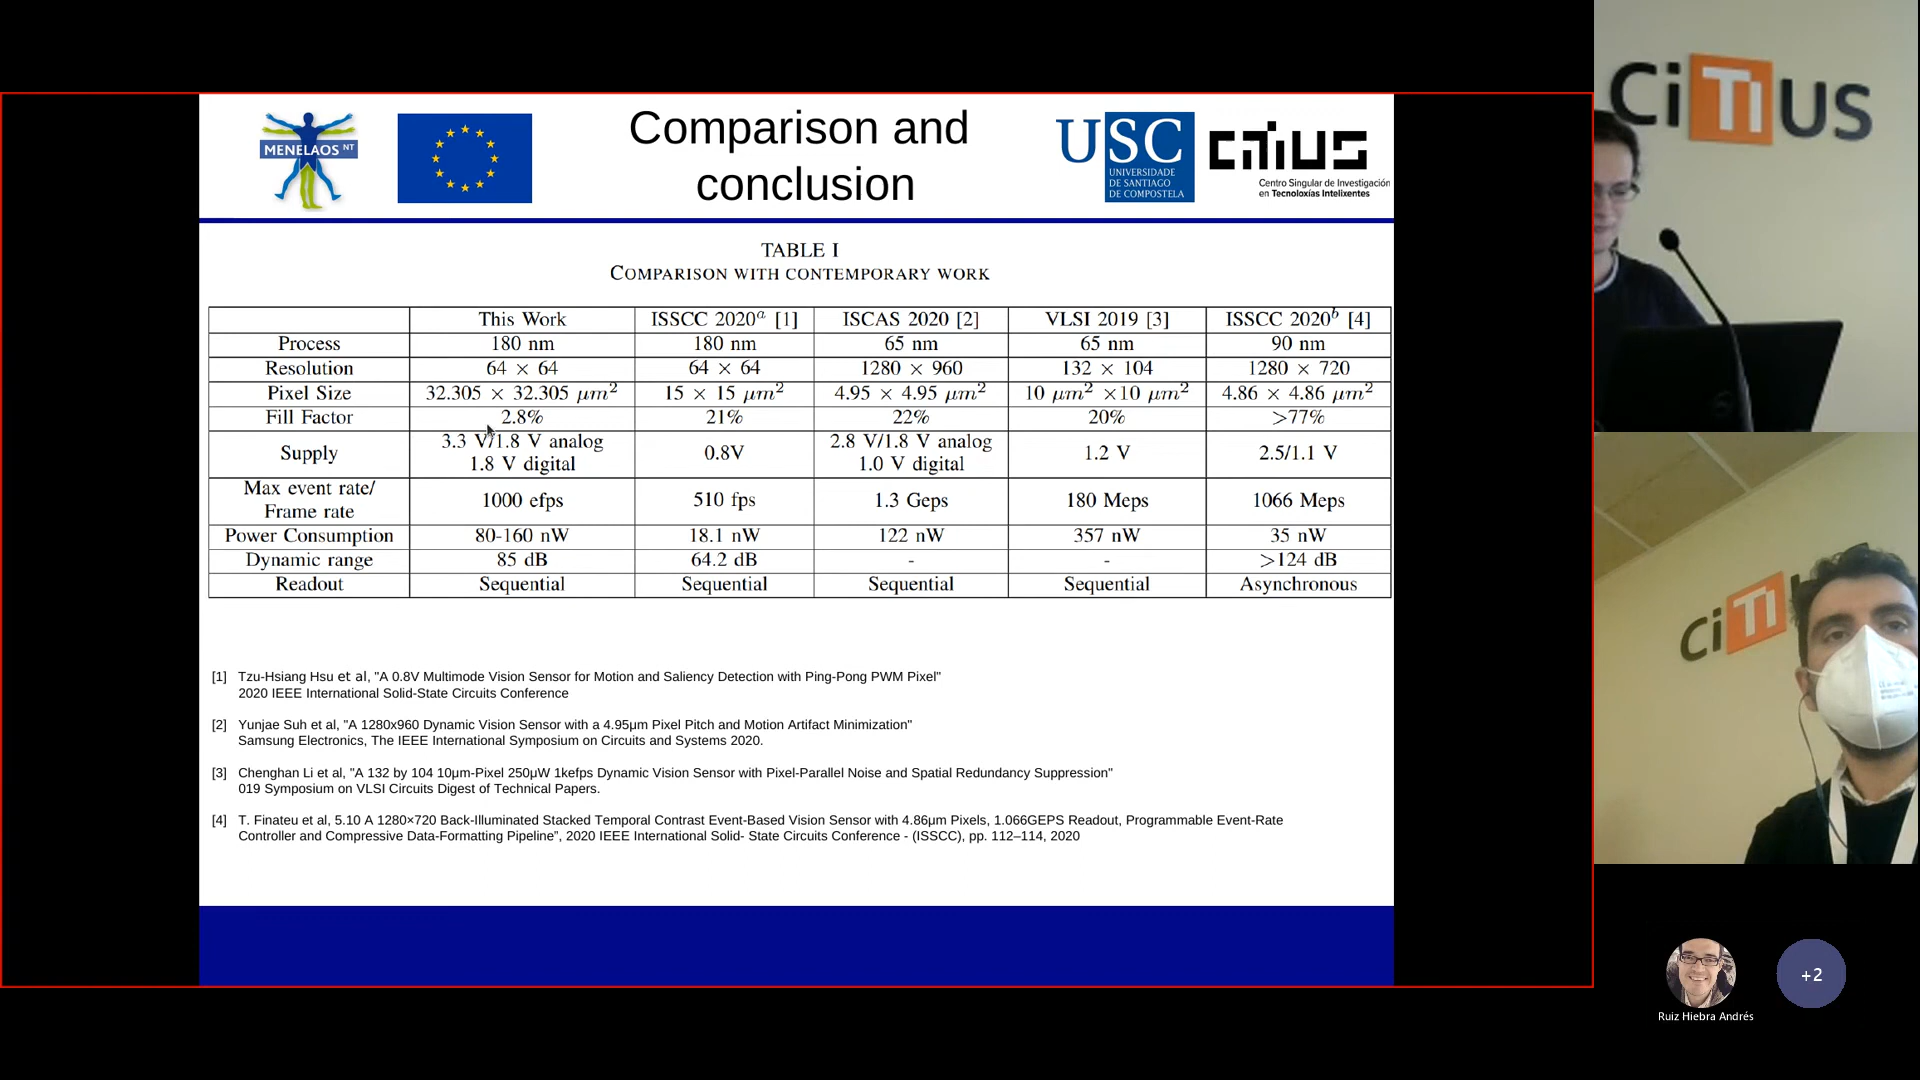 MENELAOS NT
Comparison and
conclusion
USC
UNIVERSIDADE
DE SANTIAGO
DE COMPOSTELA
CiTIUS
Centro Singular de Investigación
en Tecnoloxías Intelixentes
TABLE I
COMPARISON WITH CONTEMPORARY WORK
This Work ISSCC 2020a [1] ISCAS 2020 [2] VLSI 2019 [3] ISSCC 2020b [4]
Process 180 nm 180 nm 65 nm 65 nm 90 nm
Resolution 64 × 64 64 × 64 1280 × 960 132 × 104 1280 × 720
Pixel Size 32.305 × 32.305 μm² 15 × 15 μm² 4.95 × 4.95 μm² 10 μm² ×10 μm² 4.86 × 4.86 μm²
Fill Factor 2.8% 21% 22% 20% >77%
Supply 3.3 V/1.8 V analog 1.8 V digital 0.8V 2.8 V/1.8 V analog 1.0 V digital 1.2 V 2.5/1.1 V
Max event rate/ Frame rate 1000 efps 510 fps 1.3 Geps 180 Meps 1066 Meps
Power Consumption 80-160 nW 18.1 nW 122 nW 357 nW 35 nW
Dynamic range 85 dB 64.2 dB - - >124 dB
Readout Sequential Sequential Sequential Sequential Asynchronous
[1] Tzu-Hsiang Hsu et al, "A 0.8V Multimode Vision Sensor for Motion and Saliency Detection with Ping-Pong PWM Pixel"
2020 IEEE International Solid-State Circuits Conference
[2] Yunjae Suh et al, "A 1280x960 Dynamic Vision Sensor with a 4.95μm Pixel Pitch and Motion Artifact Minimization"
Samsung Electronics, The IEEE International Symposium on Circuits and Systems 2020.
[3] Chenghan Li et al, "A 132 by 104 10μm-Pixel 250μW 1kefps Dynamic Vision Sensor with Pixel-Parallel Noise and Spatial Redundancy Suppression"
019 Symposium on VLSI Circuits Digest of Technical Papers.
[4] T. Finateu et al, 5.10 A 1280×720 Back-Illuminated Stacked Temporal Contrast Event-Based Vision Sensor with 4.86μm Pixels, 1.066GEPS Readout, Programmable Event-Rate
Controller and Compressive Data-Formatting Pipeline”, 2020 IEEE International Solid- State Circuits Conference - (ISSCC), pp. 112–114, 2020
CiTIUS
CiTI
Ruiz Hiebra Andrés
+2